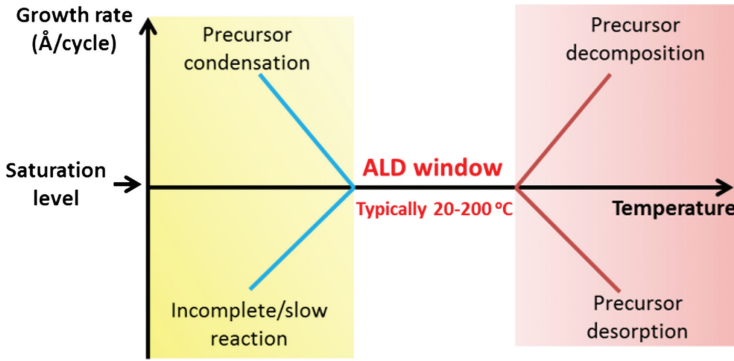 Growth rate
(Å/cycle)
Precursor
condensation
Precursor
decomposition
Saturation
level
ALD window
Typically 20-200 °C
Temperature
Incomplete/slow
reaction
Precursor
desorption